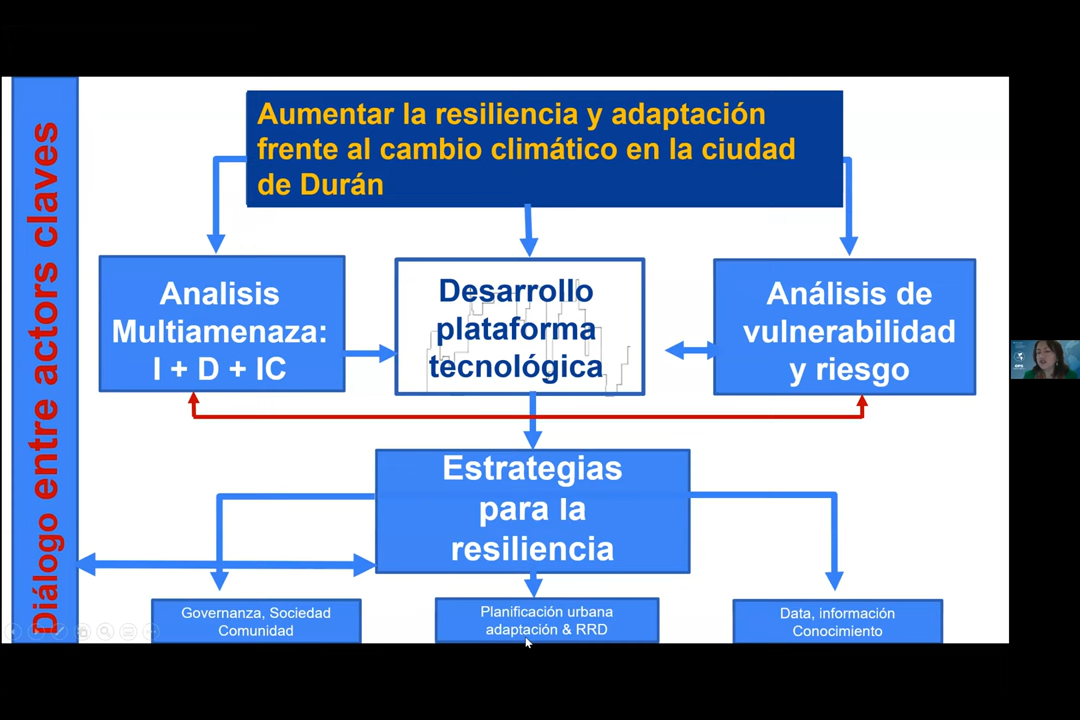 Diálogo entre actors claves
Aumentar la resiliencia y adaptación
frente al cambio climático en la ciudad
de Durán
Analisis
Multiamenaza:
I + D + IC
Desarrollo
plataforma
tecnológica
Análisis de
vulnerabilidad
y riesgo
Estrategias
para la
resiliencia
Governanza, Sociedad
Comunidad
Planificación urbana
adaptación & RRD
Data, información
Conocimiento